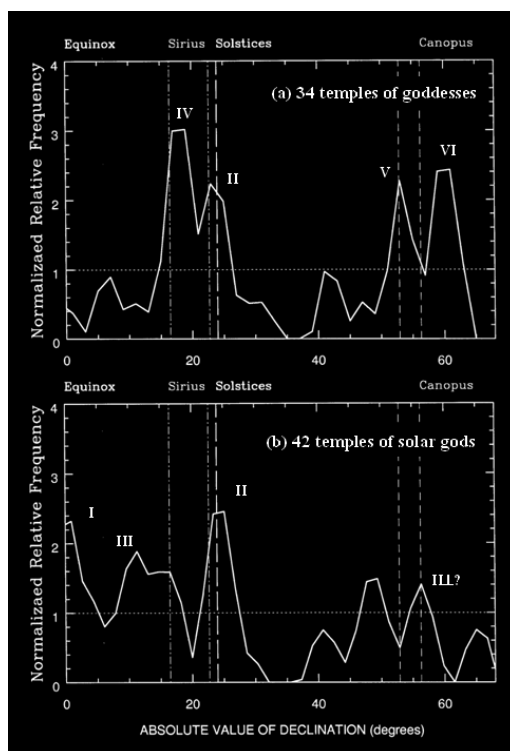 Equinox Sirius Solstices Canopus
4
(a) 34 temples of goddesses
IV
VI
3
II
V
2
1
0
0 20 40 60
Normalizaed Relative Frequency
Equinox Sirius Solstices Canopus
4
(b) 42 temples of solar gods
3
II
I
III
2
II⊥?
1
0
0 20 40 60
Normalizaed Relative Frequency
ABSOLUTE VALUE OF DECLINATION (degrees)